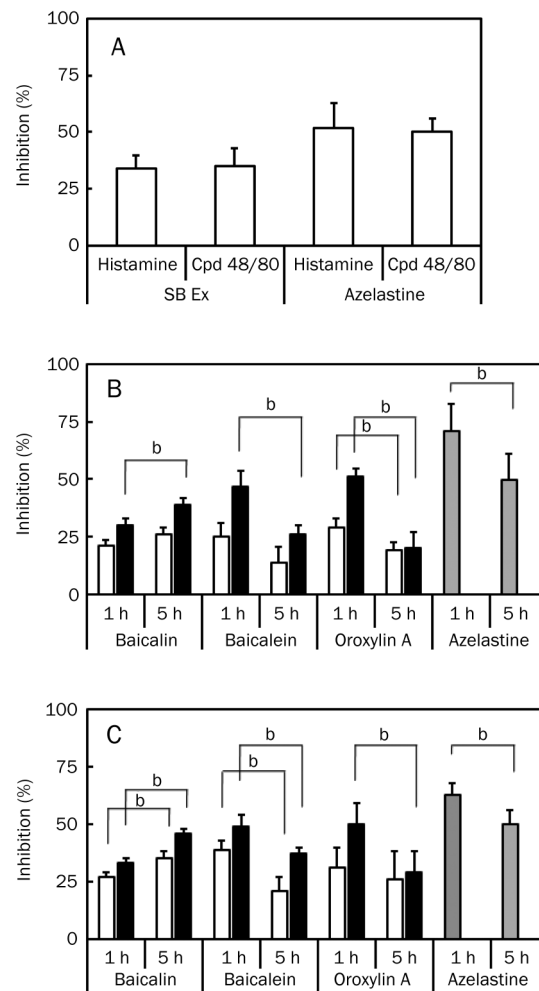 A
Inhibition (%)
100
75
50
25
0
Histamine Cpd 48/80 Histamine Cpd 48/80
SB Ex Azelastine
B
Inhibition (%)
100
75
50
25
0
b
b
b
b
b
1 h 5 h 1 h 5 h 1 h 5 h 1 h 5 h
Baicalin Baicalein Oroxylin A Azelastine
C
Inhibition (%)
100
75
50
25
0
b
b
b
b
b
b
1 h 5 h 1 h 5 h 1 h 5 h 1 h 5 h
Baicalin Baicalein Oroxylin A Azelastine